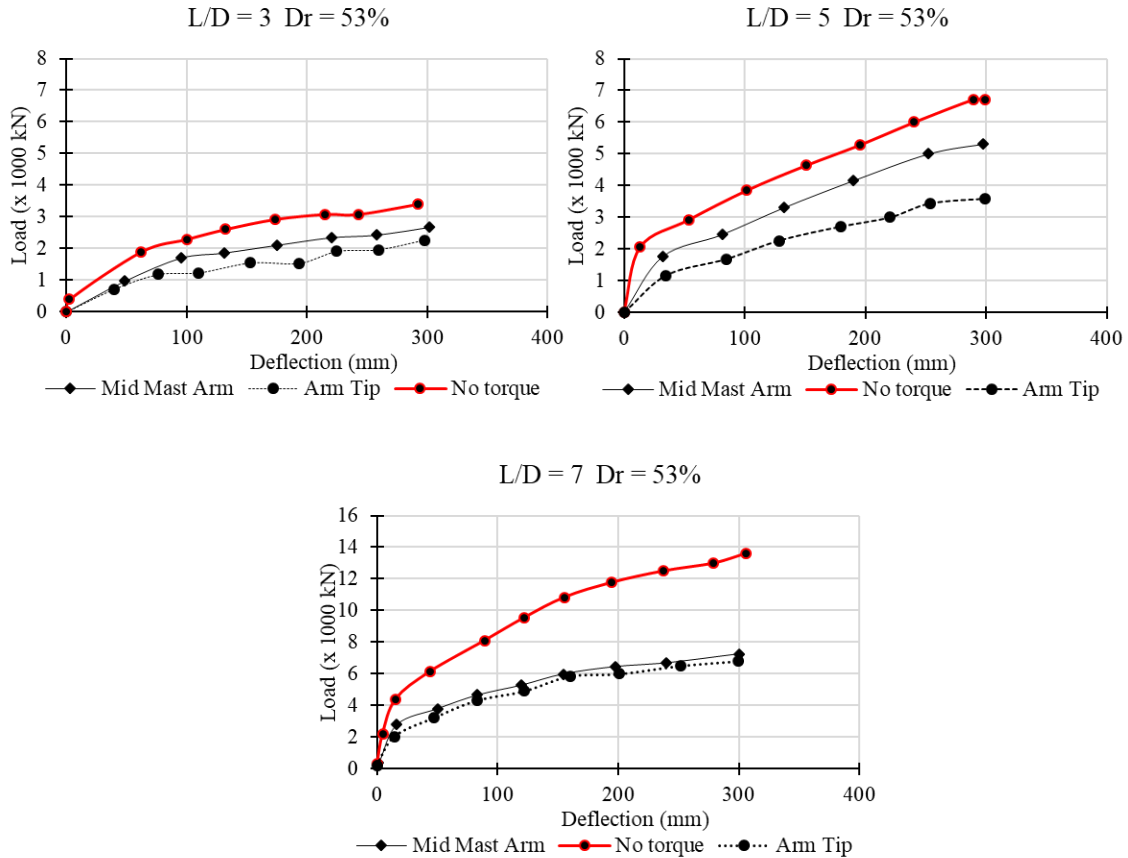 L/D = 3  Dr = 53%
8
7
6
5
4
3
2
1
0
Load (x 1000 kN)
0 100 200 300 400
Deflection (mm)
Mid Mast Arm Arm Tip No torque
L/D = 5  Dr = 53%
8
7
6
5
4
3
2
1
0
Load (x 1000 kN)
0 100 200 300 400
Deflection (mm)
No torque Mid Mast Arm Arm Tip
L/D = 7  Dr = 53%
16
14
12
10
8
6
4
2
0
Load (x 1000 kN)
0 100 200 300 400
Deflection (mm)
Mid Mast Arm No torque Arm Tip